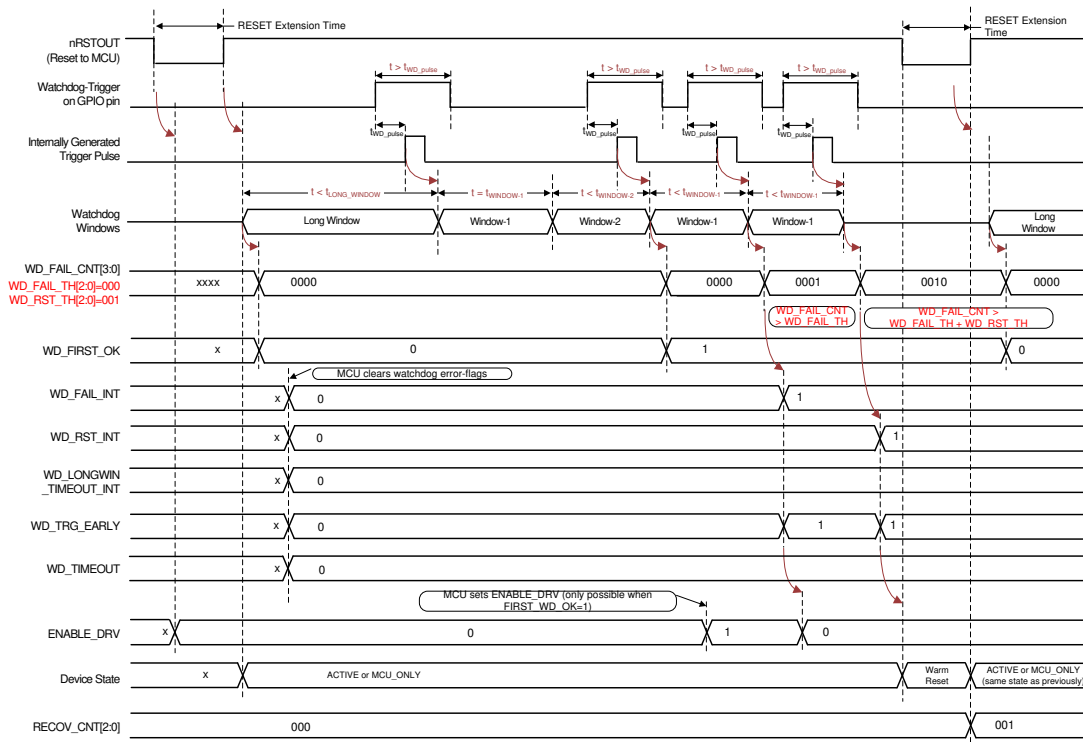 RESET Extension Time
RESET Extension
Time
nRSTOUT
(Reset to MCU)
t > tWD_pulse
t > tWD_pulse
t > tWD_pulse
t > tWD_pulse
Watchdog-Trigger
on GPIO pin
tWD_pulse
tWD_pulse
tWD_pulse
tWD_pulse
Internally Generated
Trigger Pulse
t < tLONG_WINDOW
t = tWINDOW-1
t < tWINDOW-2
t < tWINDOW-1
t < tWINDOW-1
Watchdog
Windows
Long Window
Window-1
Window-2
Window-1
Window-1
Long
Window
WD_FAIL_CNT[3:0]
WD_FAIL_TH[2:0]=000
WD_RST_TH[2:0]=001
xxxx
0000
0000
0001
0010
0000
WD_FAIL_CNT
> WD_FAIL_TH
WD_FAIL_CNT >
WD_FAIL_TH + WD_RST_TH
WD_FIRST_OK
x
0
1
0
MCU clears watchdog error-flags
WD_FAIL_INT
x
0
1
WD_RST_INT
x
0
1
WD_LONGWIN
_TIMEOUT_INT
x
0
WD_TRG_EARLY
x
0
1
1
WD_TIMEOUT
x
0
MCU sets ENABLE_DRV (only possible when
FIRST_WD_OK=1)
ENABLE_DRV
x
0
1
0
Device State
x
ACTIVE or MCU_ONLY
Warm
Reset
ACTIVE or MCU_ONLY
(same state as previously)
RECOV_CNT[2:0]
000
001